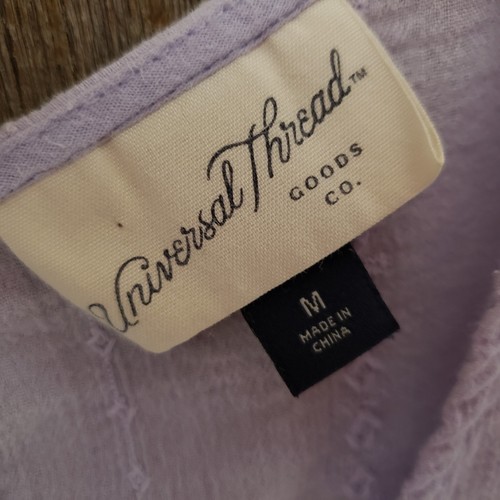 Universal Thread™
GOODS
CO.
M
MADE IN
CHINA